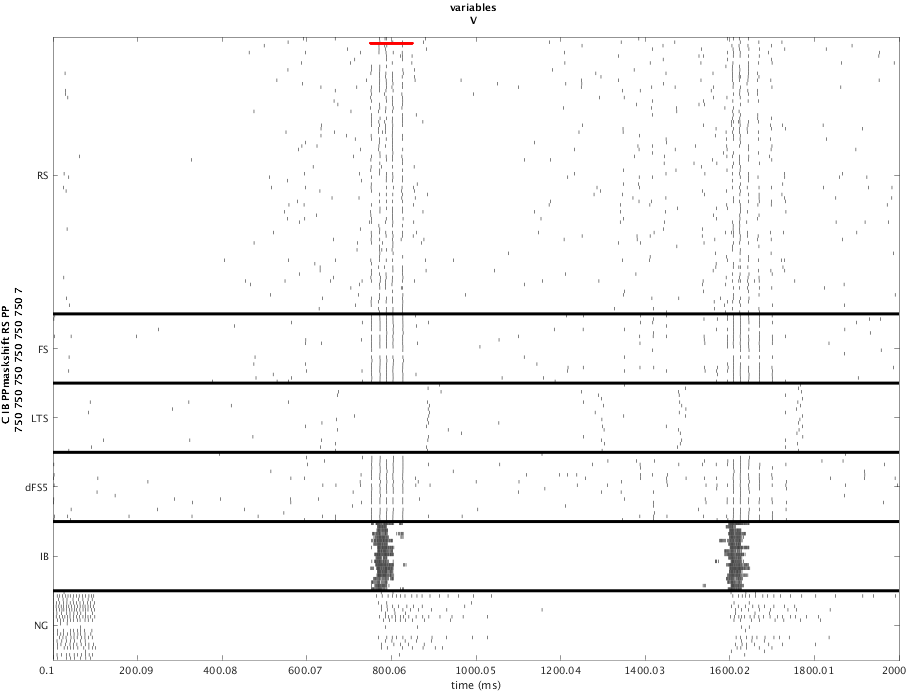 variables
V
C IB PPmaskshift RS PP
750 750 750 750 750 750 7
RS
FS
LTS
dFS5
IB
NG
0.1 200.09 400.08 600.07 800.06 1000.05 1200.04 1400.03 1600.02 1800.01 2000
time (ms)